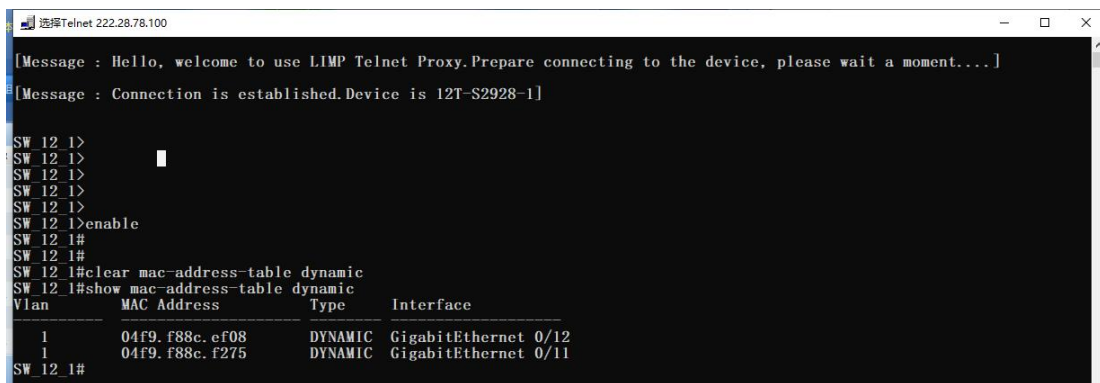 选择Telnet 222.28.78.100
[Message : Hello, welcome to use LIMP Telnet Proxy.Prepare connecting to the device, please wait a moment....]
[Message : Connection is established.Device is 12T-S2928-1]
SW_12_1>
SW_12_1>
SW_12_1>
SW_12_1>
SW_12_1>
SW_12_1>enable
SW_12_1#
SW_12_1#
SW_12_1#clear mac-address-table dynamic
SW_12_1#show mac-address-table dynamic
Vlan MAC Address Type Interface
---------- -------------------- -------- -------------------
1 04f9.f88c.ef08 DYNAMIC GigabitEthernet 0/12
1 04f9.f88c.f275 DYNAMIC GigabitEthernet 0/11
SW_12_1#